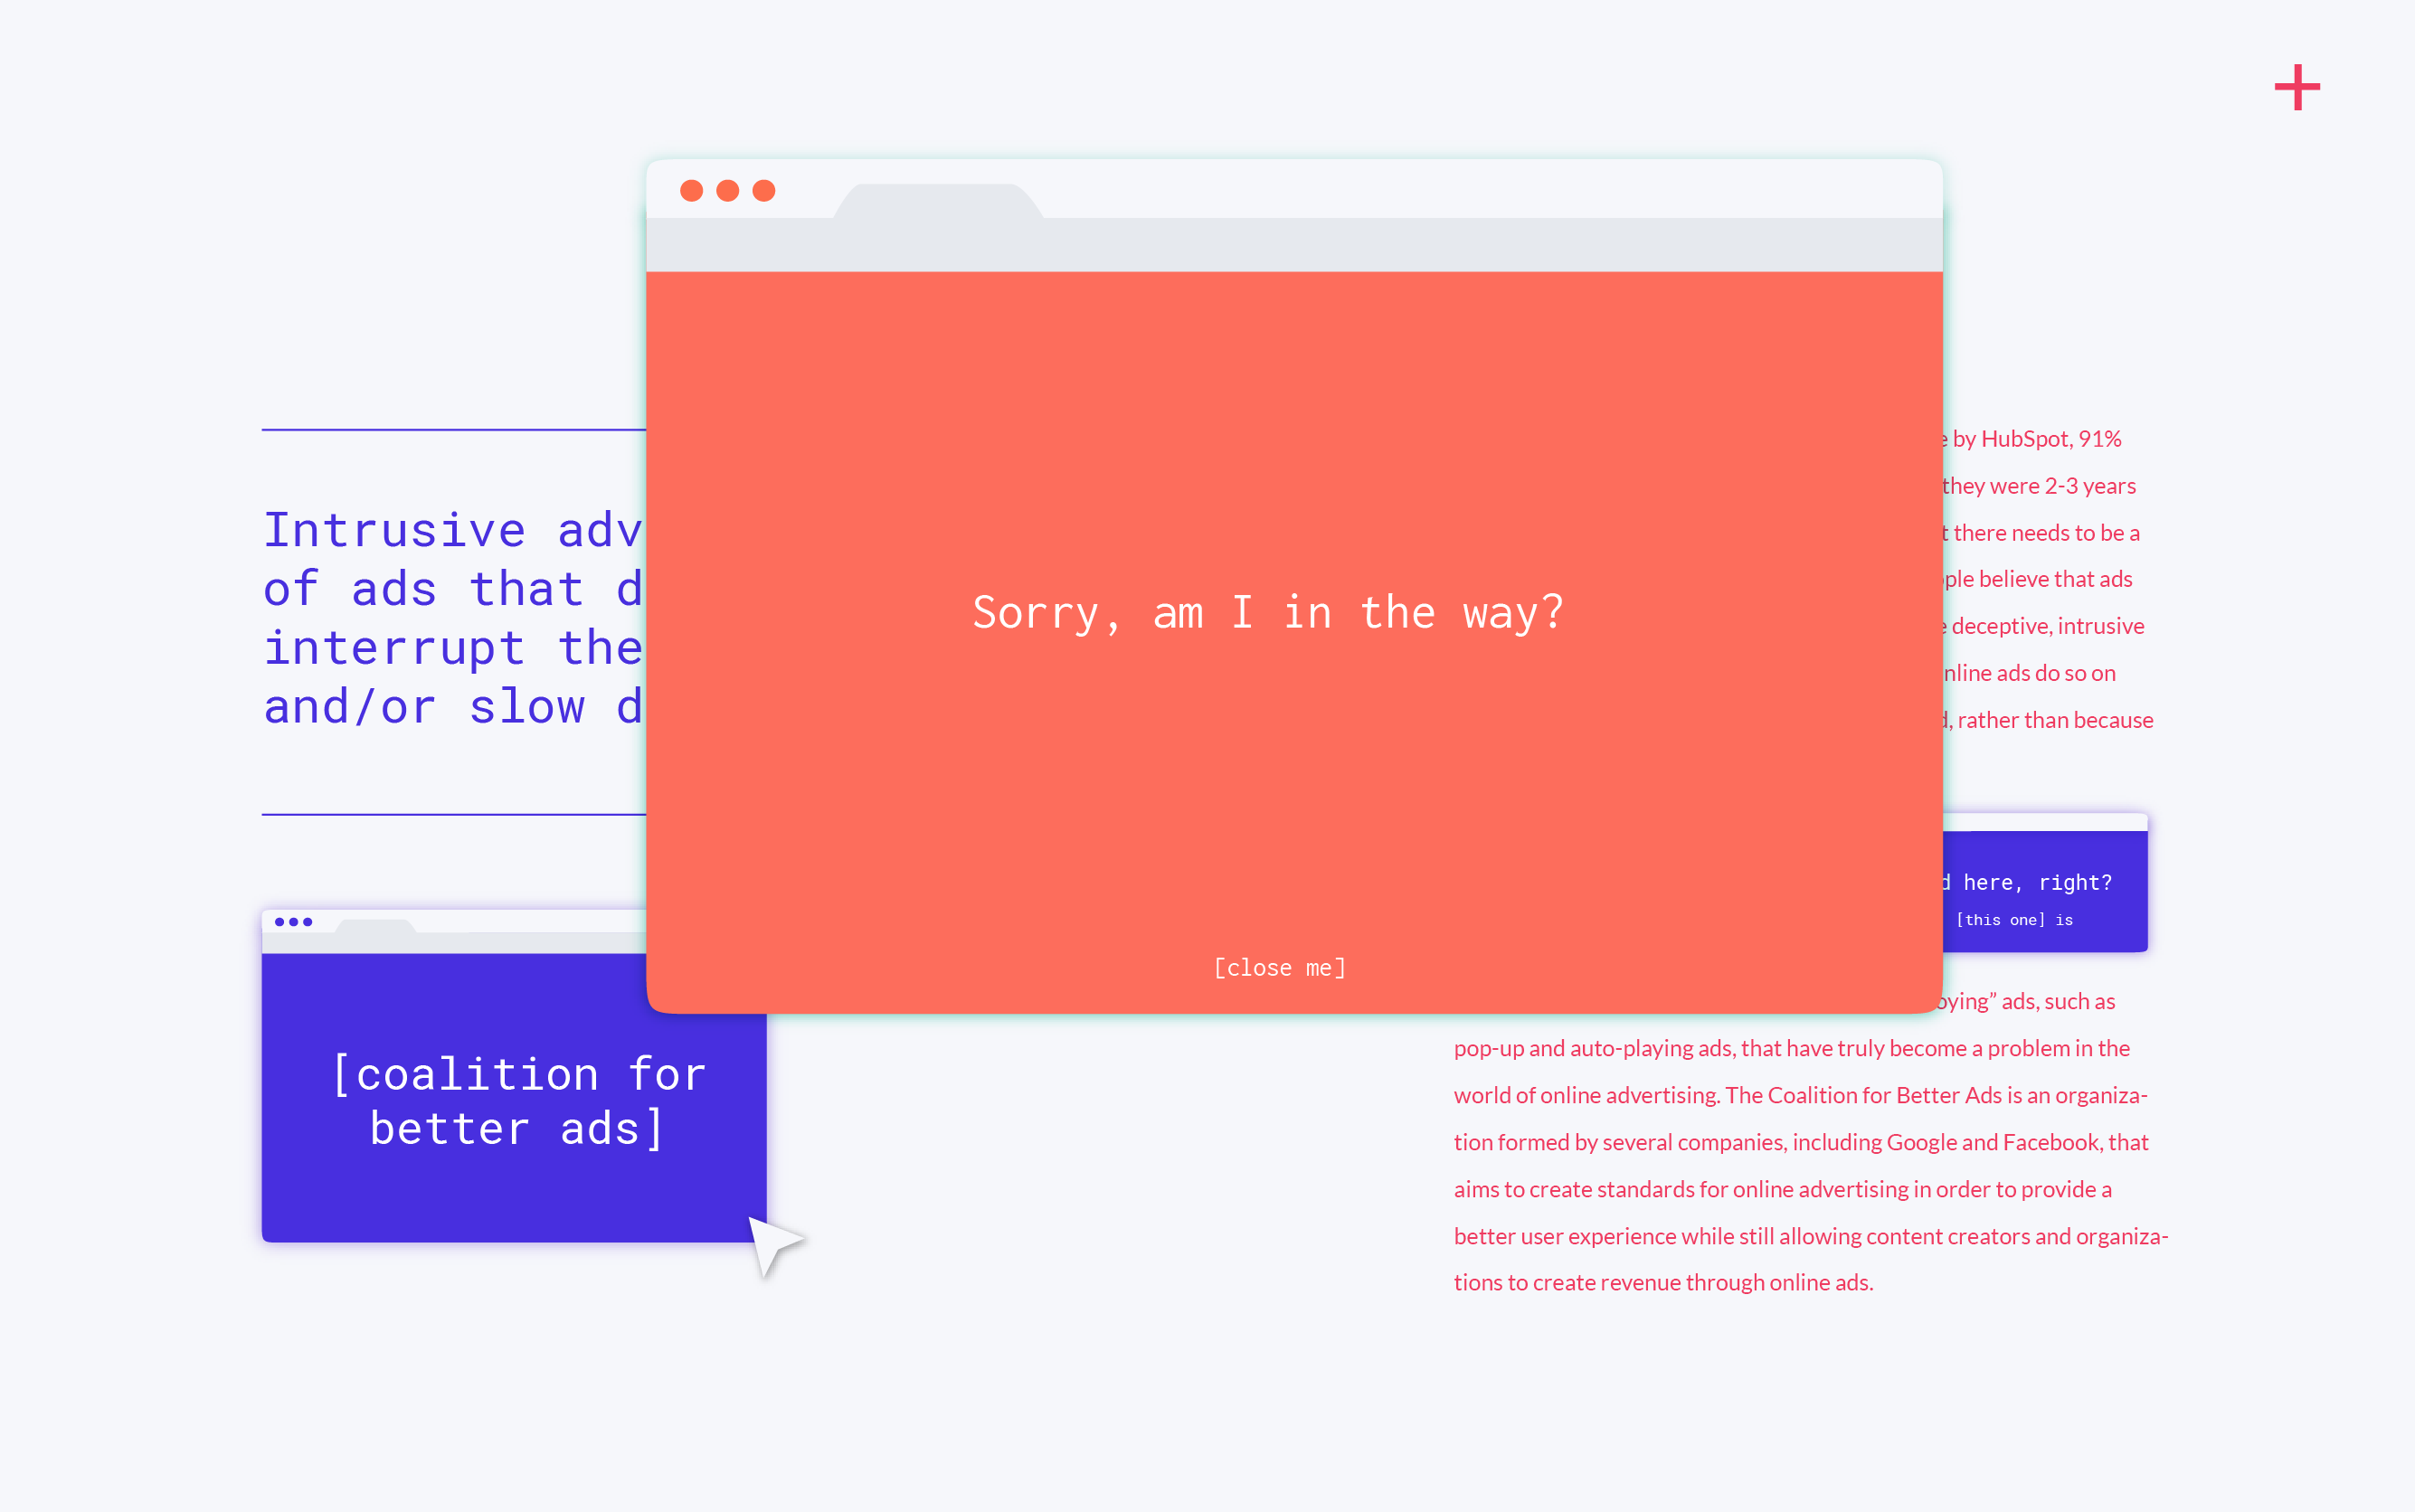 Intrusive adv
of ads that d
interrupt the
and/or slow d
[coalition for
better ads]
Sorry, am I in the way?
[close me]
by HubSpot, 91%
they were 2-3 years
there needs to be a
believe that ads
deceptive, intrusive
ads do so on
rather than because
here, right?
[this one] is
ads, such as
pop-up and auto-playing ads, that have truly become a problem in the
world of online advertising. The Coalition for Better Ads is an organiza-
tion formed by several companies, including Google and Facebook, that
aims to create standards for online advertising in order to provide a
better user experience while still allowing content creators and organiza-
tions to create revenue through online ads.